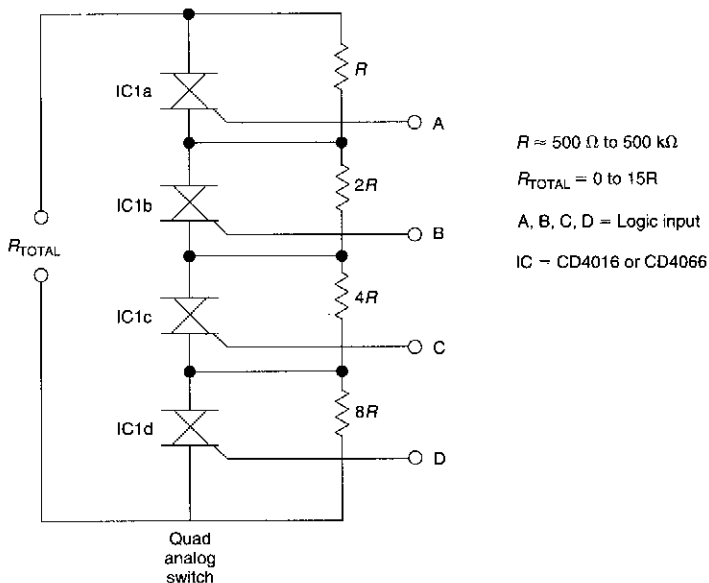 IC1a
R
A
IC1b
2R
B
R_TOTAL
IC1c
4R
C
IC1d
8R
D
Quad
analog
switch
R ≈ 500 Ω to 500 kΩ
R_TOTAL = 0 to 15R
A, B, C, D = Logic input
IC = CD4016 or CD4066